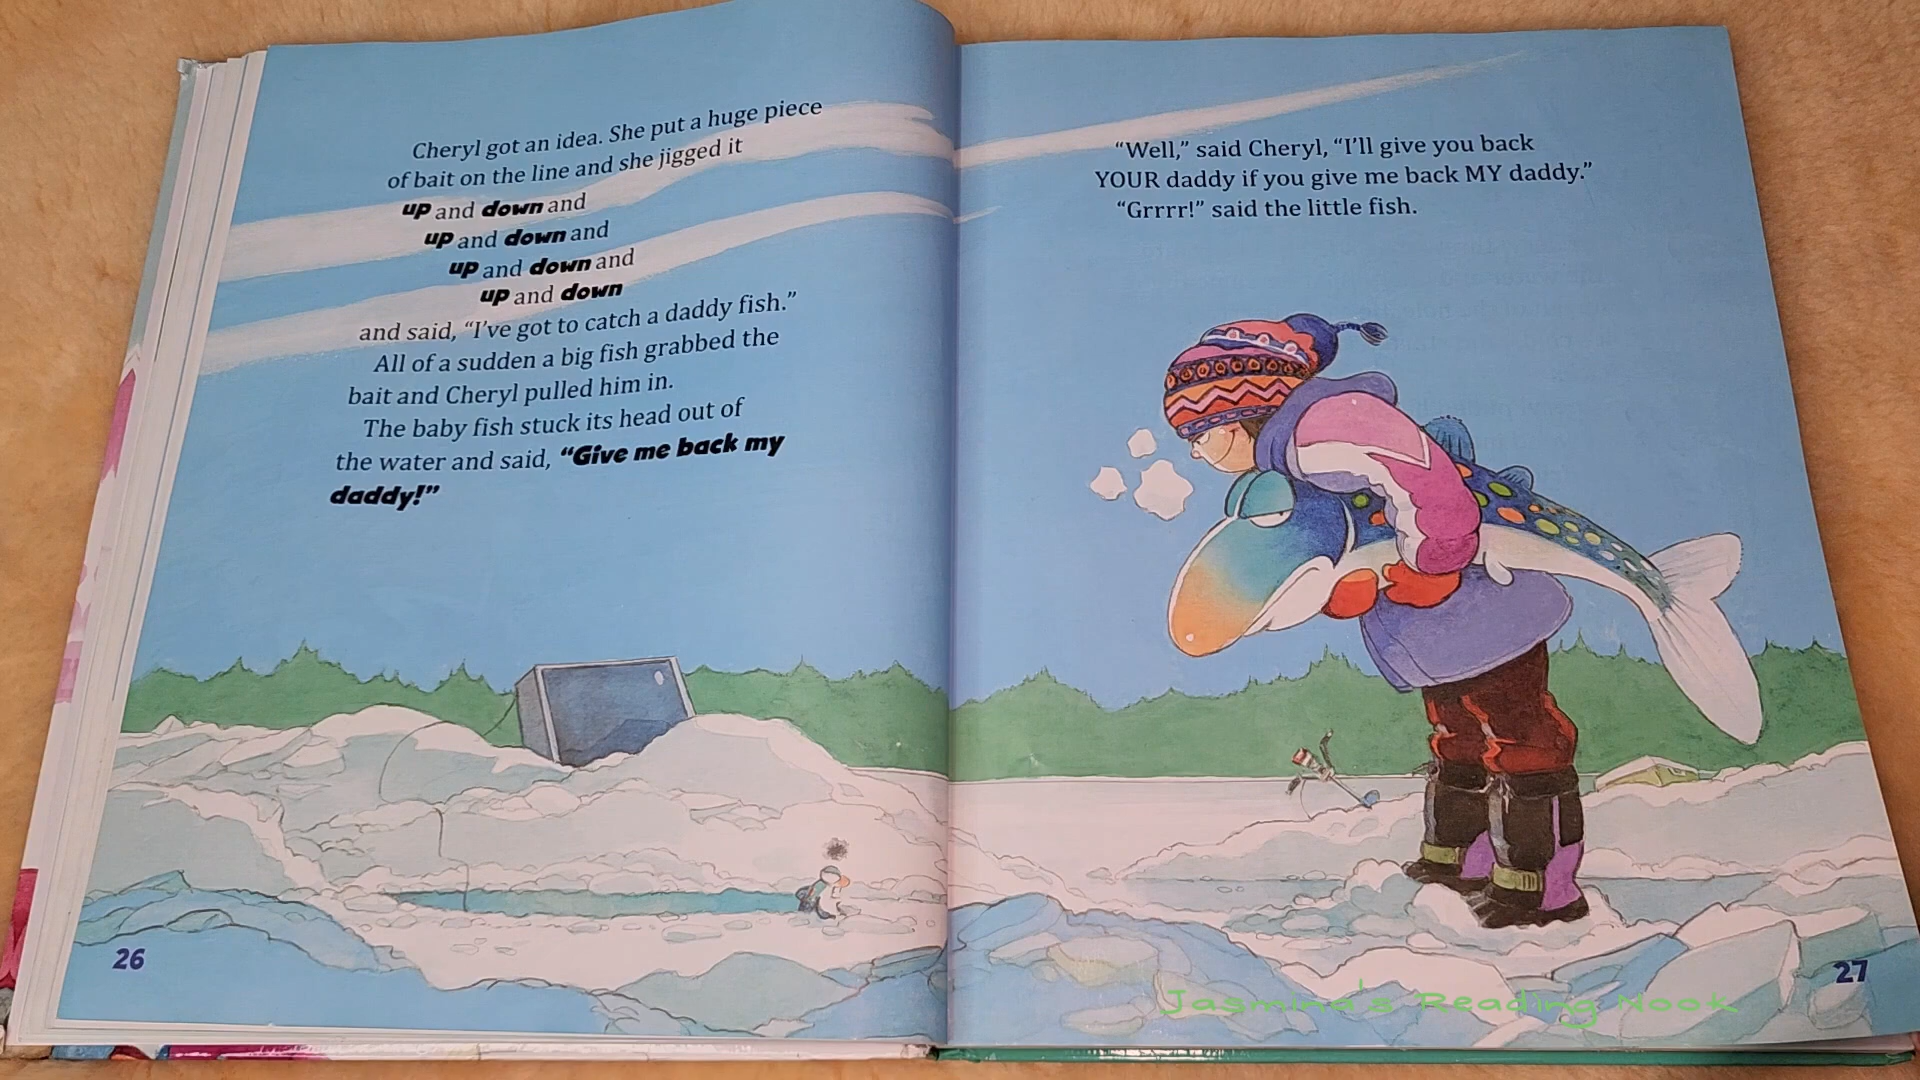 Cheryl got an idea. She put a huge piece
of bait on the line and she jigged it
up and down and
up and down and
up and down and
up and down
and said, “I’ve got to catch a daddy fish.”
All of a sudden a big fish grabbed the
bait and Cheryl pulled him in.
The baby fish stuck its head out of
the water and said, “Give me back my
daddy!”
26
“Well,” said Cheryl, “I’ll give you back
YOUR daddy if you give me back MY daddy.”
“Grrrr!” said the little fish.
27
Jasmina's Reading Nook